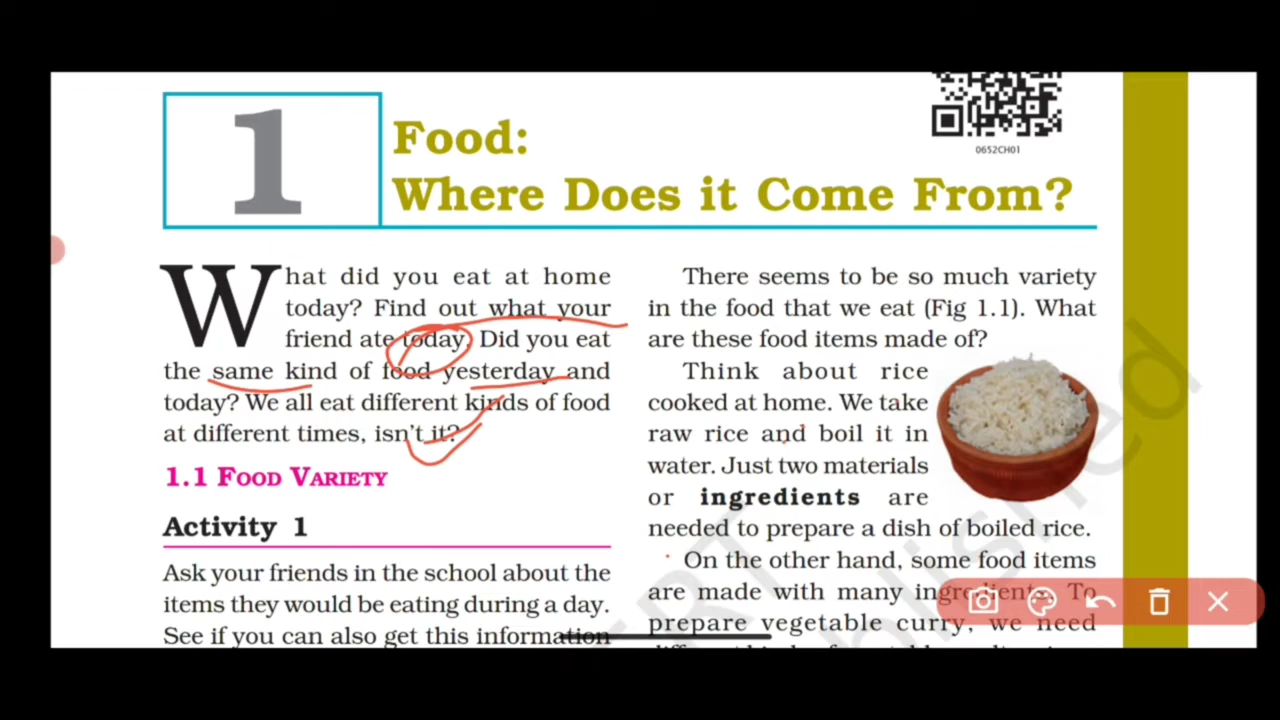 1
Food:
Where Does it Come From?
0652CH01
What did you eat at home
today? Find out what your
friend ate today. Did you eat
the same kind of food yesterday and
today? We all eat different kinds of food
at different times, isn't it?
1.1 FOOD VARIETY
Activity 1
Ask your friends in the school about the
items they would be eating during a day.
See if you can also get this information
There seems to be so much variety
in the food that we eat (Fig 1.1). What
are these food items made of?
Think about rice
cooked at home. We take
raw rice and boil it in
water. Just two materials
or ingredients are
needed to prepare a dish of boiled rice.
On the other hand, some food items
are made with many ingredients. To
prepare vegetable curry, we need